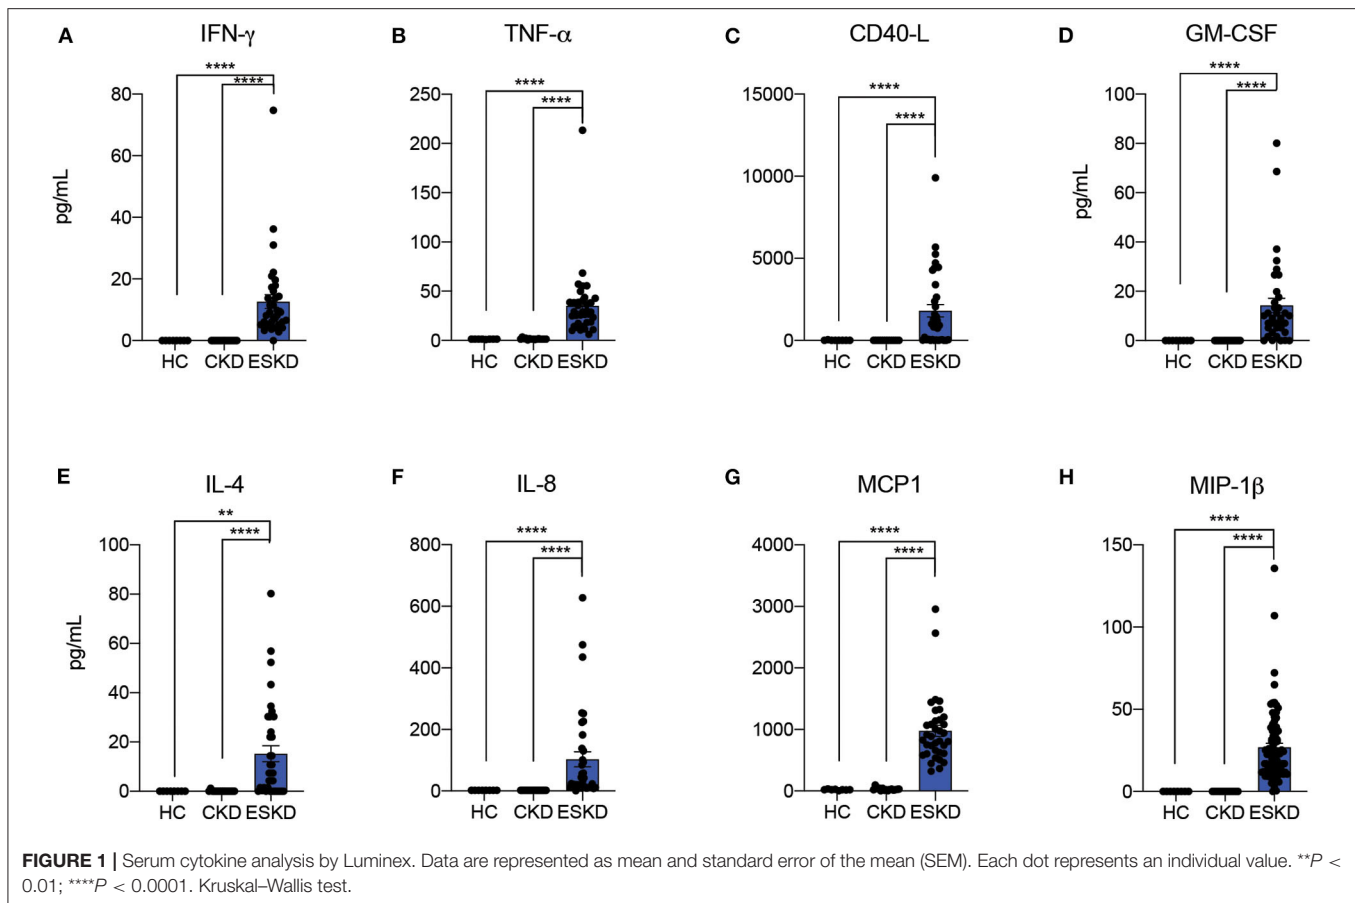 A IFN-γ
****
****
80
60
40
20
0
pg/mL
HC CKD ESKD
B TNF-α
****
****
250
200
150
100
50
0
HC CKD ESKD
C CD40-L
****
****
15000
10000
5000
0
HC CKD ESKD
D GM-CSF
****
****
100
80
60
40
20
0
pg/mL
HC CKD ESKD
E IL-4
**
****
100
80
60
40
20
0
pg/mL
HC CKD ESKD
F IL-8
****
****
800
600
400
200
0
HC CKD ESKD
G MCP1
****
****
4000
3000
2000
1000
0
HC CKD ESKD
H MIP-1β
****
****
150
100
50
0
HC CKD ESKD
FIGURE 1 | Serum cytokine analysis by Luminex. Data are represented as mean and standard error of the mean (SEM). Each dot represents an individual value. **P <
0.01; ****P < 0.0001. Kruskal–Wallis test.